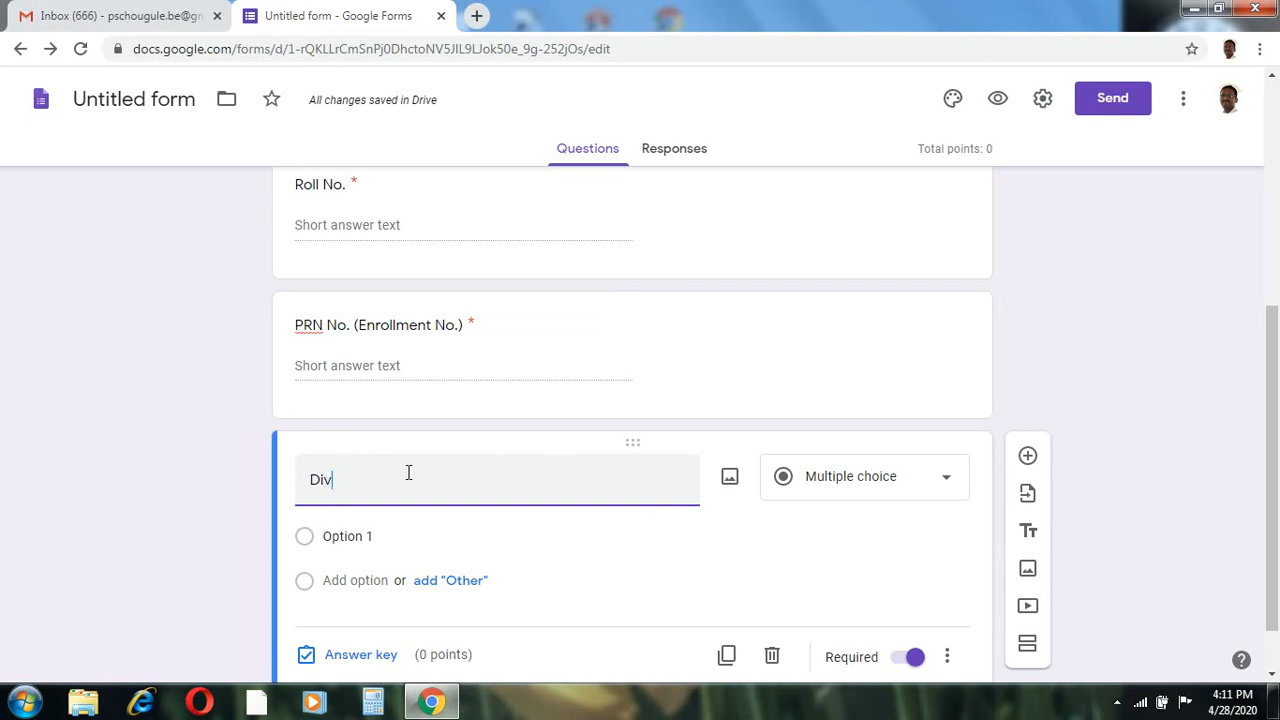 Inbox (666) - pschougule.be@gr
Untitled form - Google Forms
docs.google.com/forms/d/1-rQKLLrCmSnPj0DhctoNV5JIL9LJok50e_9g-252jOs/edit
Untitled form
All changes saved in Drive
Send
Questions
Responses
Total points: 0
Roll No. *
Short answer text
PRN No. (Enrollment No.) *
Short answer text
Div
Multiple choice
Option 1
Add option or add "Other"
Answer key (0 points)
Required
4:11 PM
4/28/2020